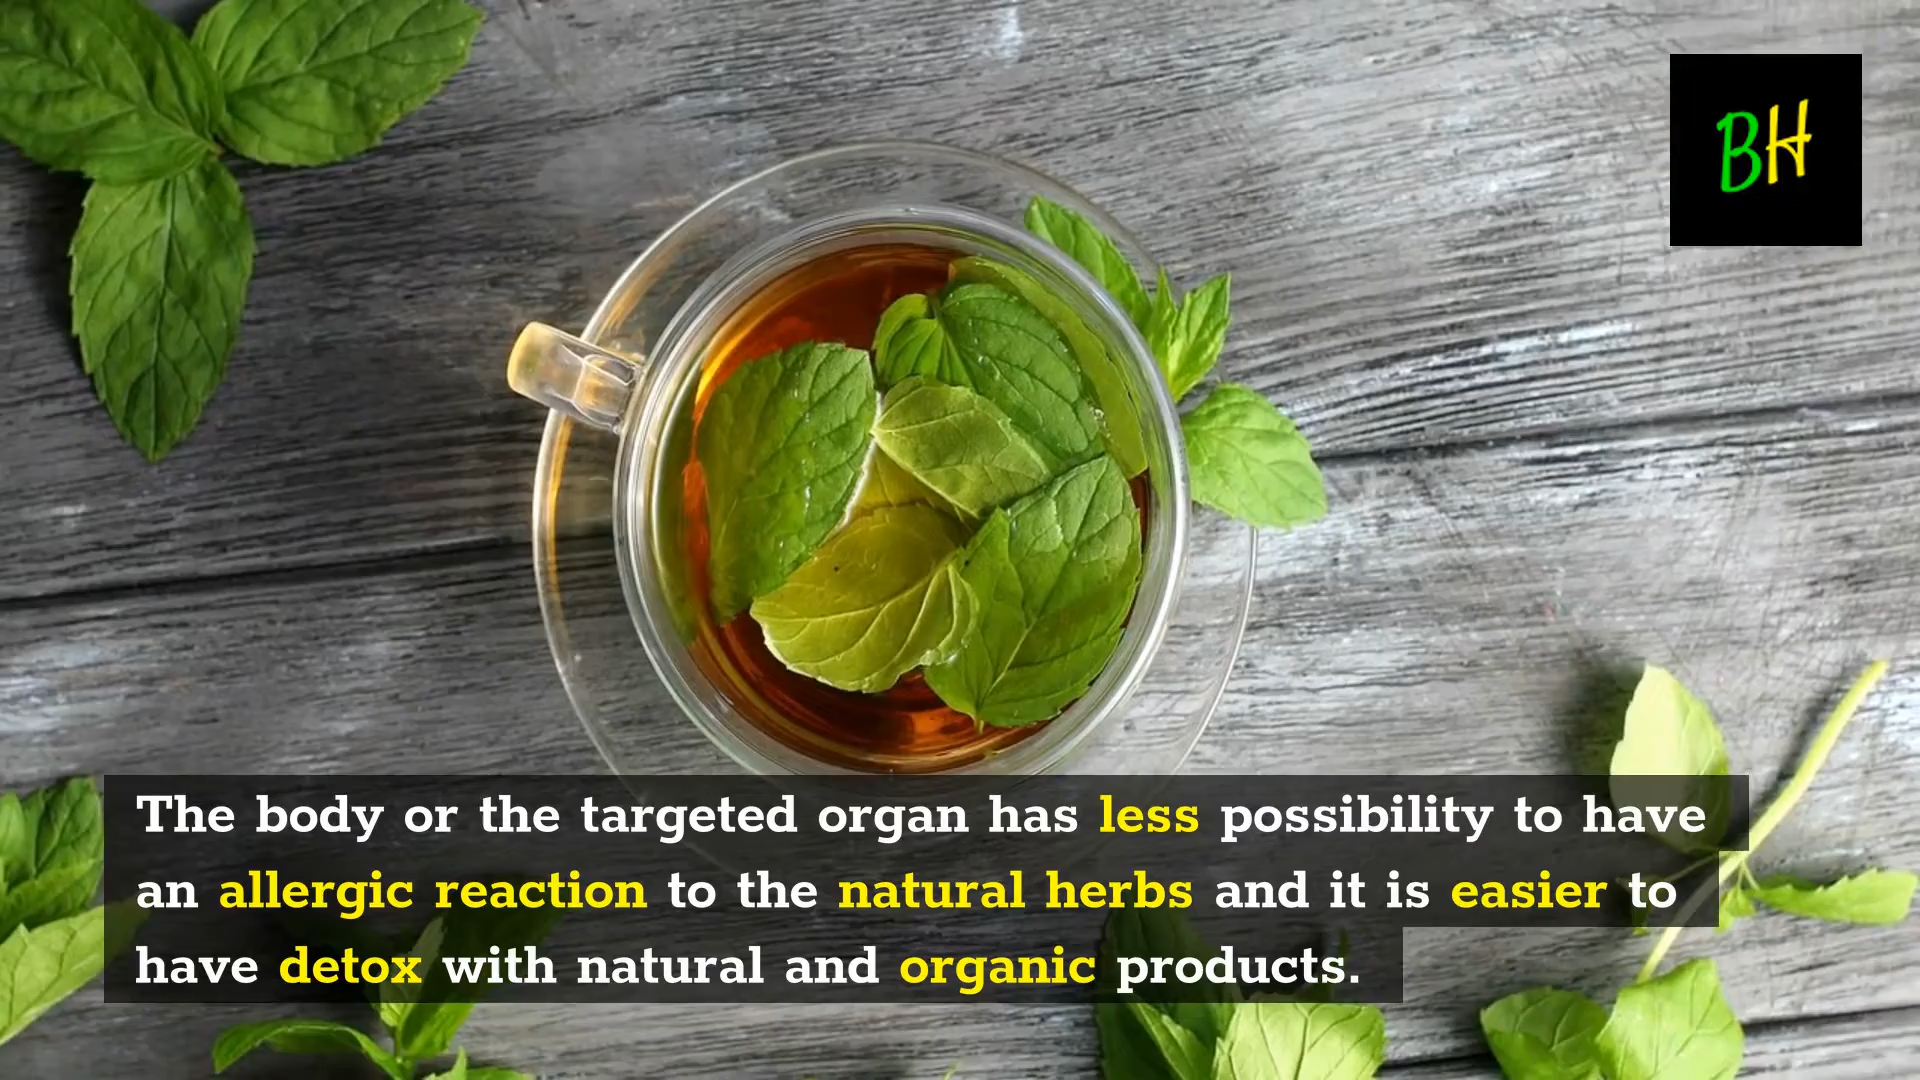 BH
The body or the targeted organ has less possibility to have
an allergic reaction to the natural herbs and it is easier to
have detox with natural and organic products.